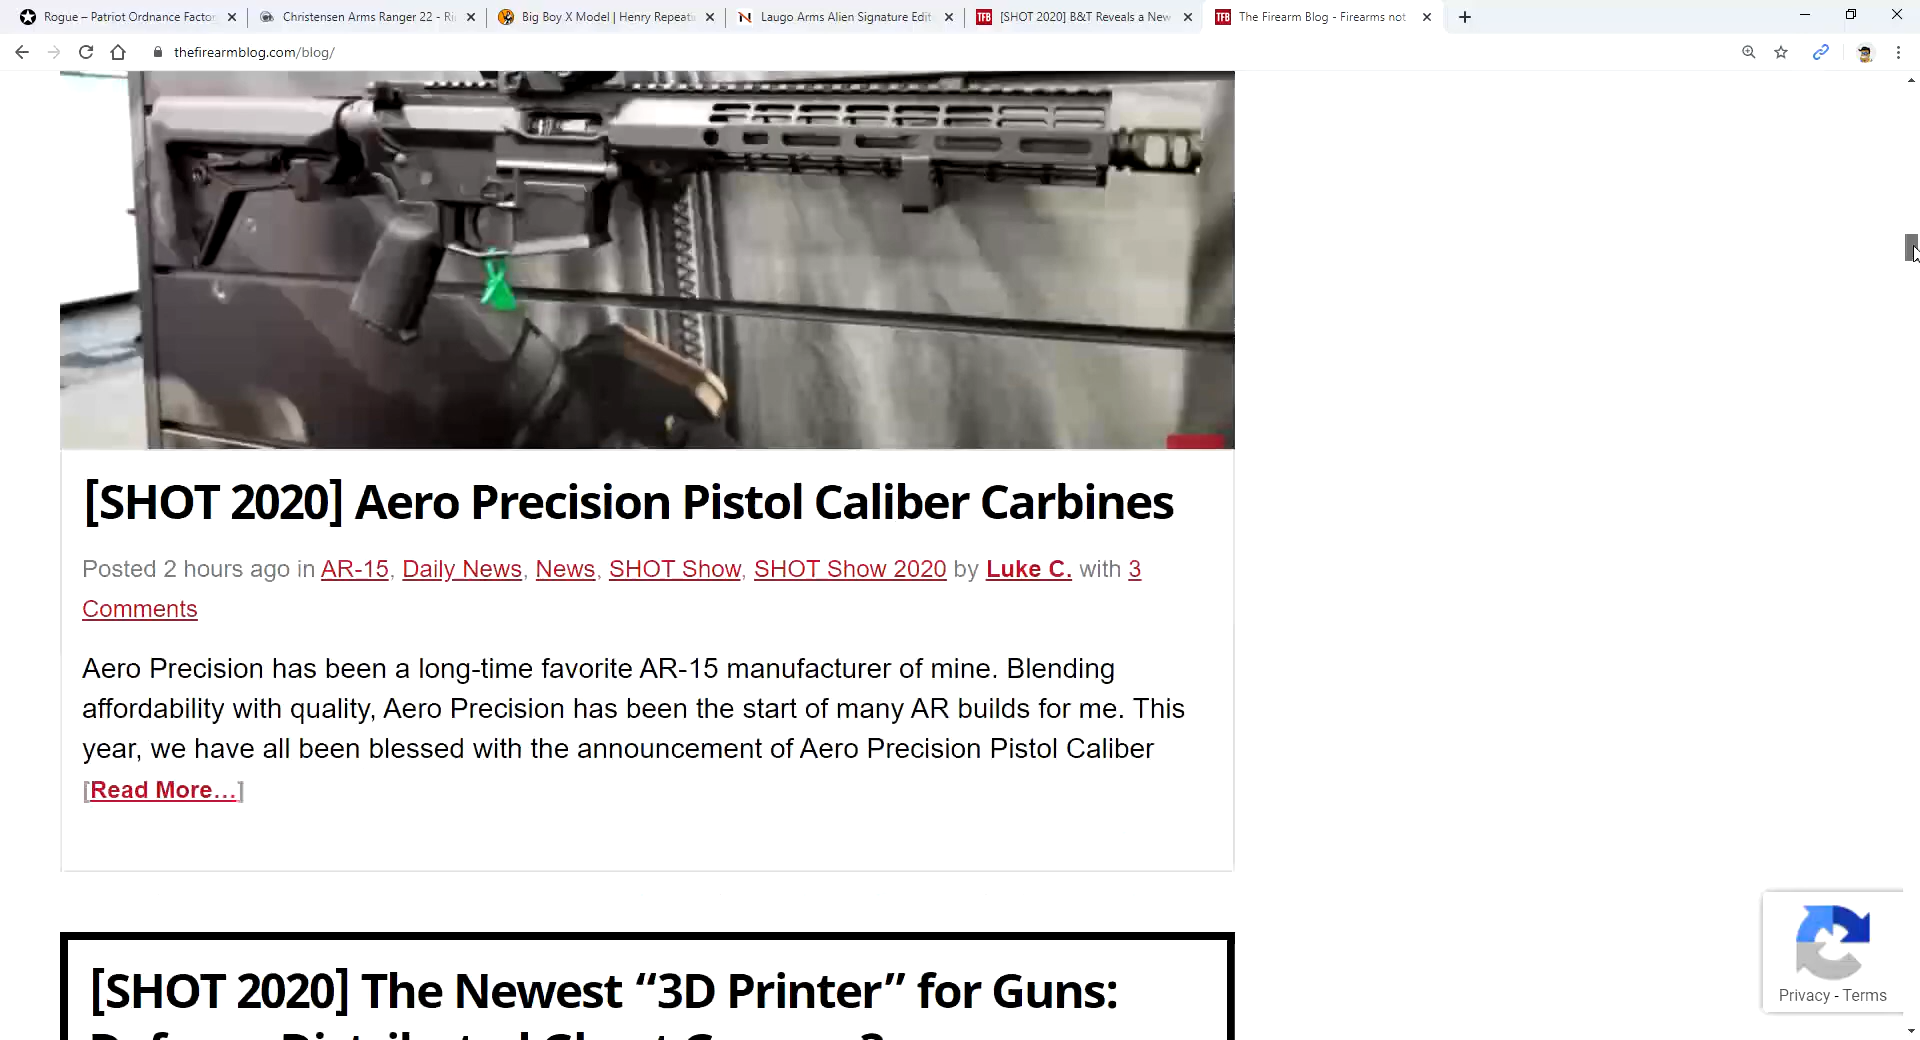 Rogue – Patriot Ordnance Factor
Christensen Arms Ranger 22 - Ri
Big Boy X Model | Henry Repeati
Laugo Arms Alien Signature Edit
[SHOT 2020] B&T Reveals a New
The Firearm Blog - Firearms not
thefirearmblog.com/blog/
[SHOT 2020] Aero Precision Pistol Caliber Carbines
Posted 2 hours ago in AR-15, Daily News, News, SHOT Show, SHOT Show 2020 by Luke C. with 3
Comments
Aero Precision has been a long-time favorite AR-15 manufacturer of mine. Blending
affordability with quality, Aero Precision has been the start of many AR builds for me. This
year, we have all been blessed with the announcement of Aero Precision Pistol Caliber
[Read More…]
Privacy - Terms
[SHOT 2020] The Newest “3D Printer” for Guns: